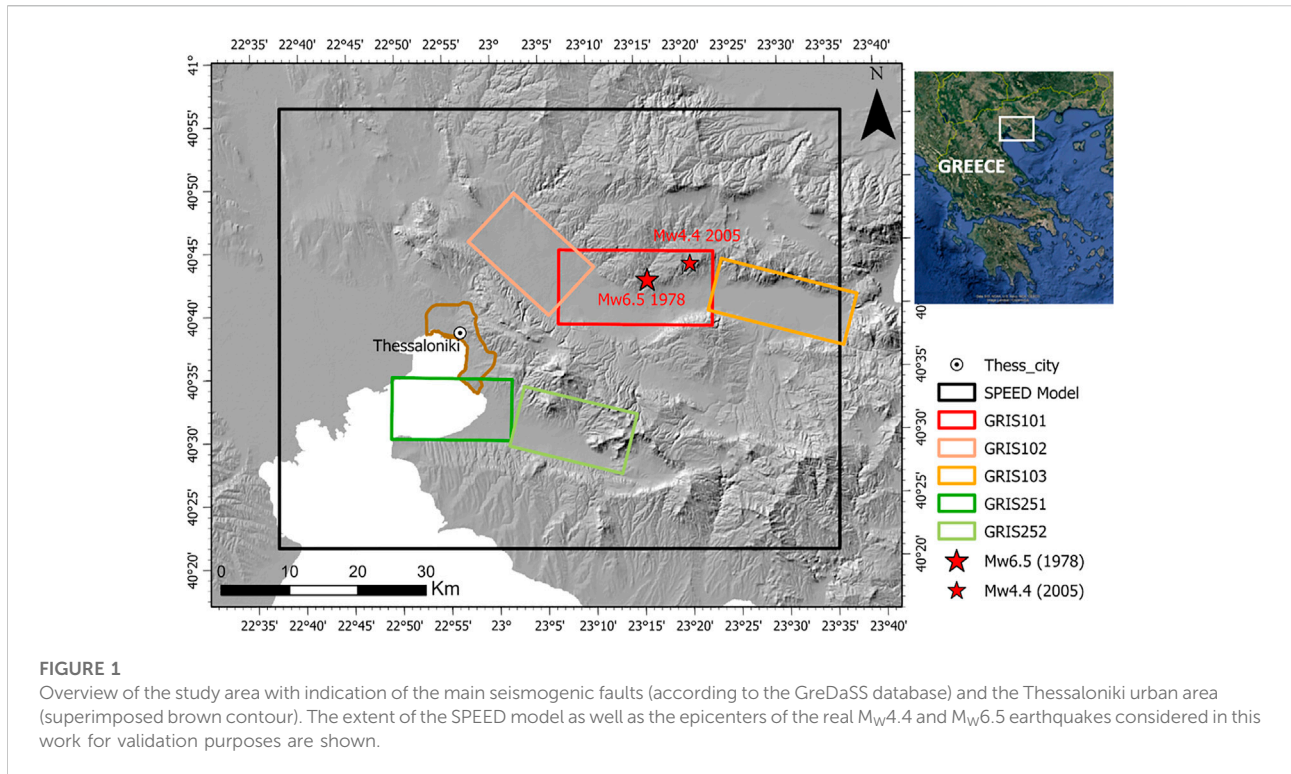 22°35' 22°40' 22°50' 22°55' 23° 23°5' 23°10' 23°15' 23°20' 23°25' 23°30' 23°35' 23°40'
41°
40°55'
40°50'
40°45'
40°40'
40°35'
40°30'
40°25'
40°20'
N
GREECE
Mw4.4 2005
Mw6.5 1978
Thessaloniki
40°50'
40°45'
40°
40°35'
40°30'
40°25'
40°20'
Thess_city
SPEED Model
GRIS101
GRIS102
GRIS103
GRIS251
GRIS252
Mw6.5 (1978)
Mw4.4 (2005)
0 10 20 30
Km
22°35' 22°40' 22°50' 22°55' 23°5' 23°10' 23°15' 23°20' 23°25' 23°30' 23°35' 23°40'
FIGURE 1
Overview of the study area with indication of the main seismogenic faults (according to the GreDaSS database) and the Thessaloniki urban area
(superimposed brown contour). The extent of the SPEED model as well as the epicenters of the real MW4.4 and MW6.5 earthquakes considered in this
work for validation purposes are shown.